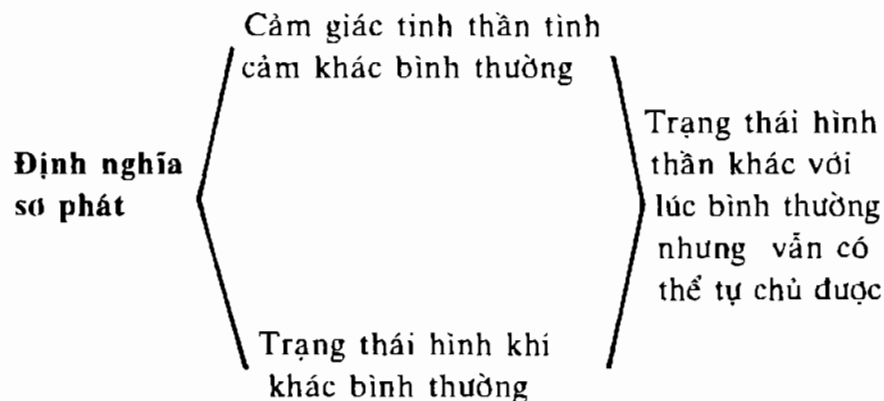 Cảm giác tinh thần tình
cảm khác bình thường
Định nghĩa
sơ phát
Trạng thái hình
thần khác với
lúc bình thường
nhưng vẫn có
thể tự chủ được
Trạng thái hình khí
khác bình thường